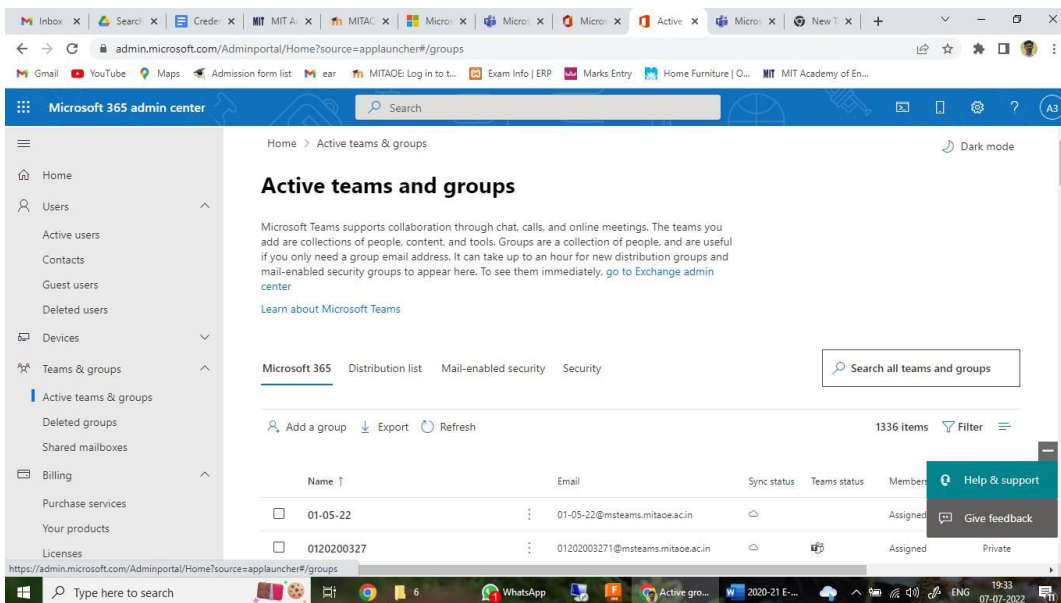 Inbox
Search
Creder
MIT MIT A
MITAC
Micros
Micros
Micros
Active
Micros
New T
admin.microsoft.com/Adminportal/Home?source=applauncher#/groups
Gmail YouTube Maps Admission form list ear MITAOE: Log in to t... Exam Info | ERP Marks Entry Home Furniture | O... MIT MIT Academy of En...
Microsoft 365 admin center
Search
A3
Home > Active teams & groups
Dark mode
Home
Users
Active users
Contacts
Guest users
Deleted users
Devices
Teams & groups
Active teams & groups
Deleted groups
Shared mailboxes
Billing
Purchase services
Your products
Licenses
Active teams and groups
Microsoft Teams supports collaboration through chat, calls, and online meetings. The teams you
add are collections of people, content, and tools. Groups are a collection of people, and are useful
if you only need a group email address. It can take up to an hour for new distribution groups and
mail-enabled security groups to appear here. To see them immediately, go to Exchange admin
center
Learn about Microsoft Teams
Microsoft 365 Distribution list Mail-enabled security Security
Search all teams and groups
Add a group Export Refresh
1336 items Filter
Name ↑ Email Sync status Teams status Members
01-05-22 01-05-22@msteams.mitaoe.ac.in Assigned
0120200327 01202003271@msteams.mitaoe.ac.in Assigned Private
Help & support
Give feedback
https://admin.microsoft.com/Adminportal/Home?source=applauncher#/groups
Type here to search
6
WhatsApp
Active gro...
2020-21 E-...
ENG
19:33
07-07-2022